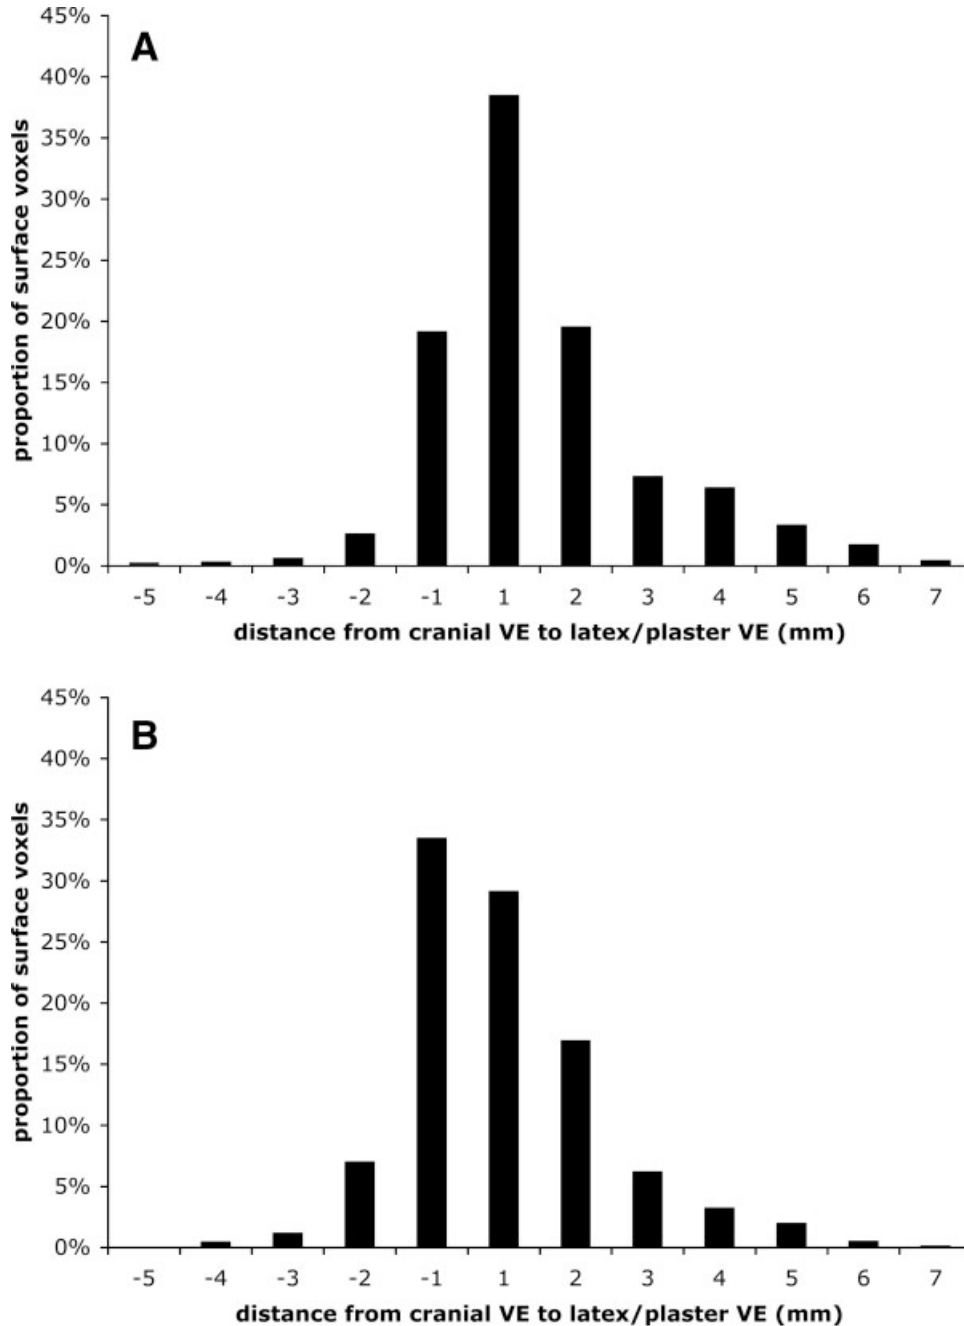 A
45%
40%
35%
30%
25%
20%
15%
10%
5%
0%
proportion of surface voxels
-5 -4 -3 -2 -1 1 2 3 4 5 6 7
distance from cranial VE to latex/plaster VE (mm)
B
45%
40%
35%
30%
25%
20%
15%
10%
5%
0%
proportion of surface voxels
-5 -4 -3 -2 -1 1 2 3 4 5 6 7
distance from cranial VE to latex/plaster VE (mm)